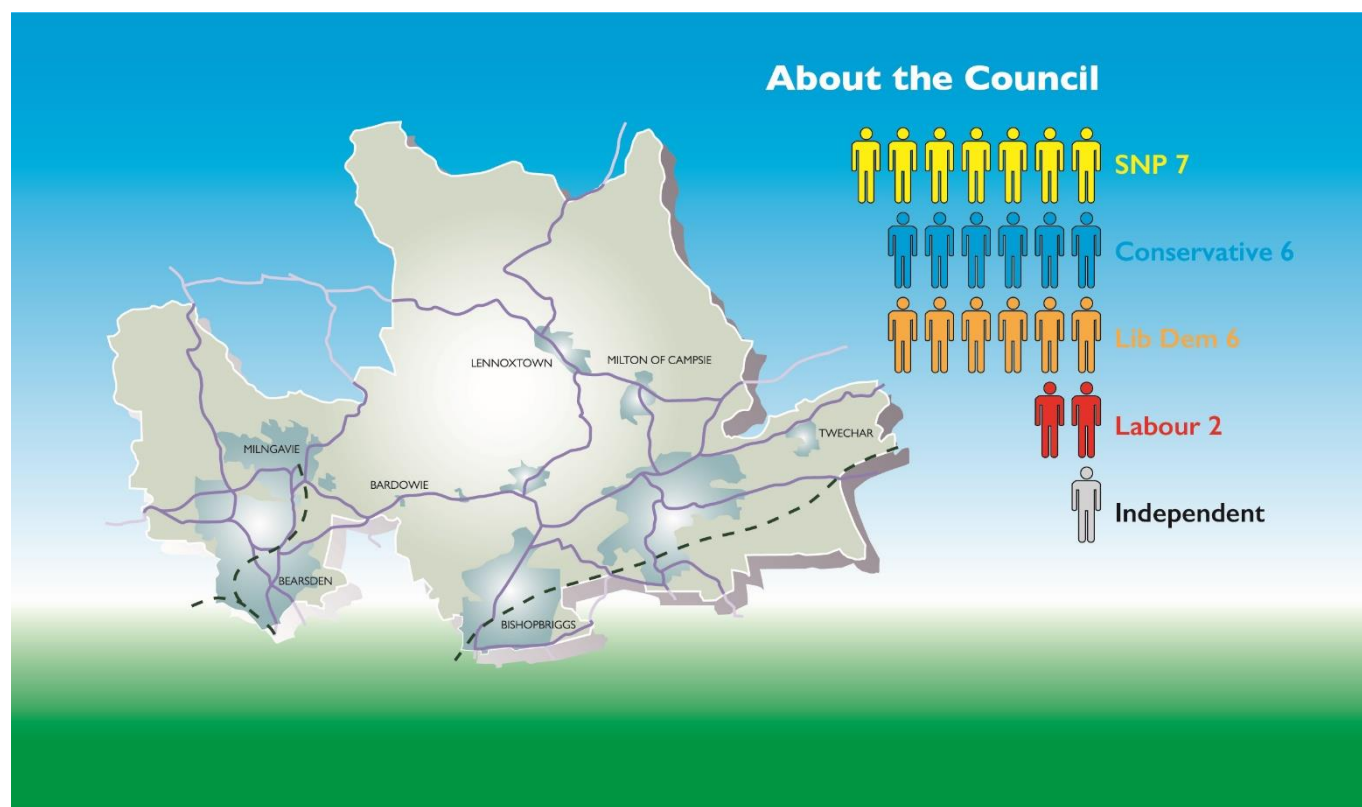 About the Council
SNP 7
Conservative 6
Lib Dem 6
Labour 2
Independent
LENNOXTOWN
MILTON OF CAMPSIE
TWECHAR
MILNGAVIE
BARDOWIE
BEARSDEN
BISHOPBRIGGS